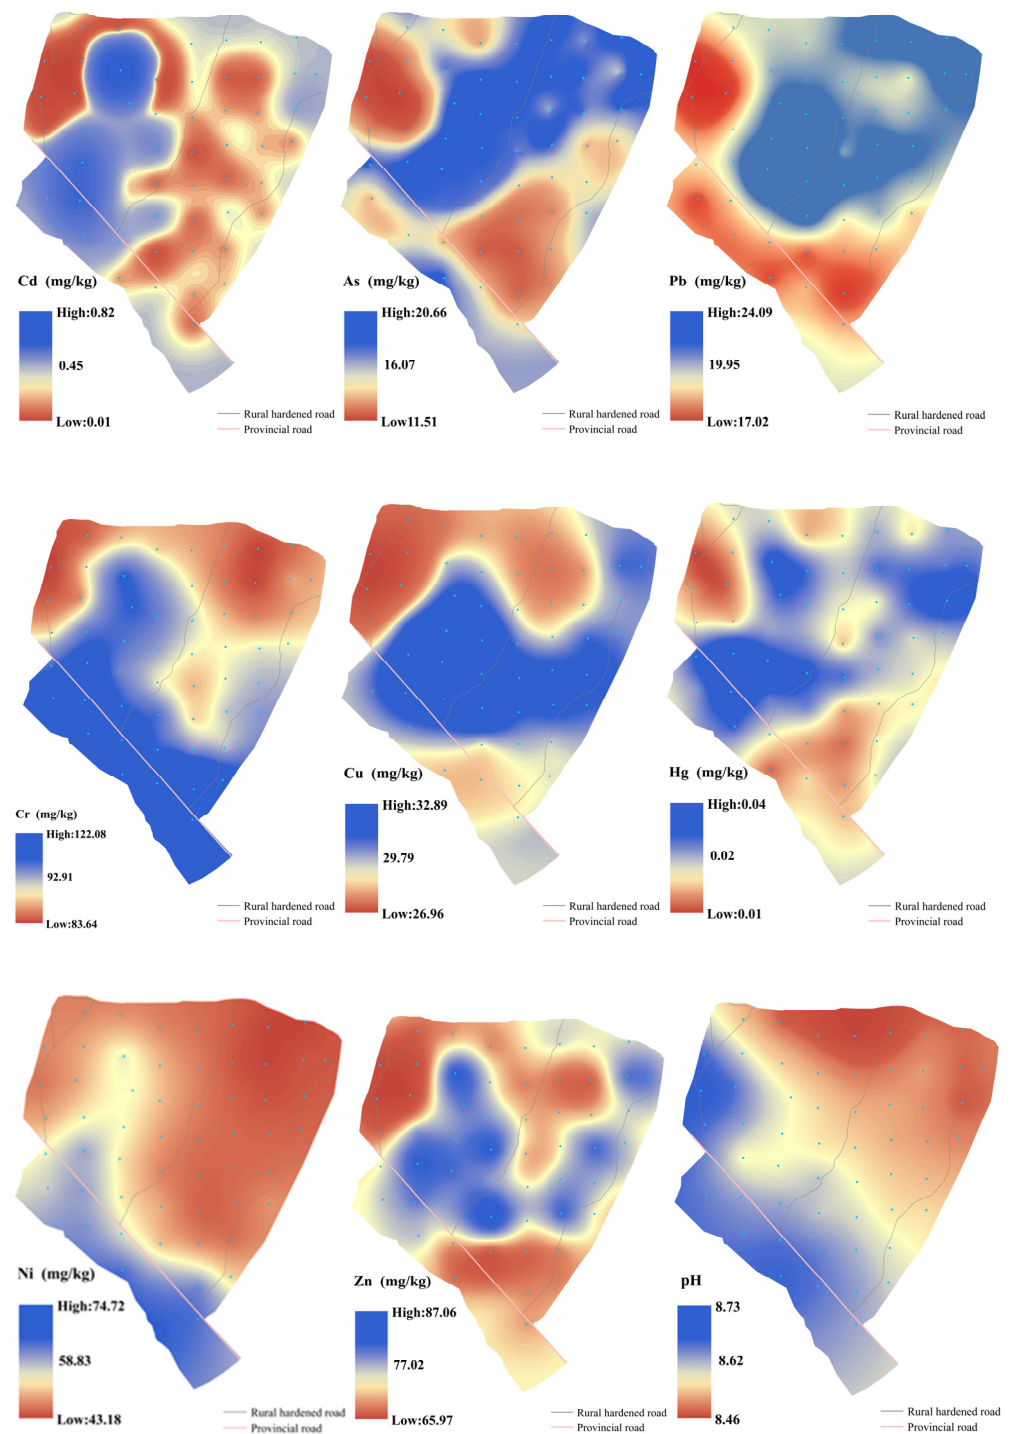 Cd (mg/kg)
High:0.82
0.45
Low:0.01
Rural hardened road
Provincial road
As (mg/kg)
High:20.66
16.07
Low11.51
Rural hardened road
Provincial road
Pb (mg/kg)
High:24.09
19.95
Low:17.02
Rural hardened road
Provincial road
Cr (mg/kg)
High:122.08
92.91
Low:83.64
Rural hardened road
Provincial road
Cu (mg/kg)
High:32.89
29.79
Low:26.96
Rural hardened road
Provincial road
Hg (mg/kg)
High:0.04
0.02
Low:0.01
Rural hardened road
Provincial road
Ni (mg/kg)
High:74.72
58.83
Low:43.18
Rural hardened road
Provincial road
Zn (mg/kg)
High:87.06
77.02
Low:65.97
Rural hardened road
Provincial road
pH
8.73
8.62
8.46
Rural hardened road
Provincial road